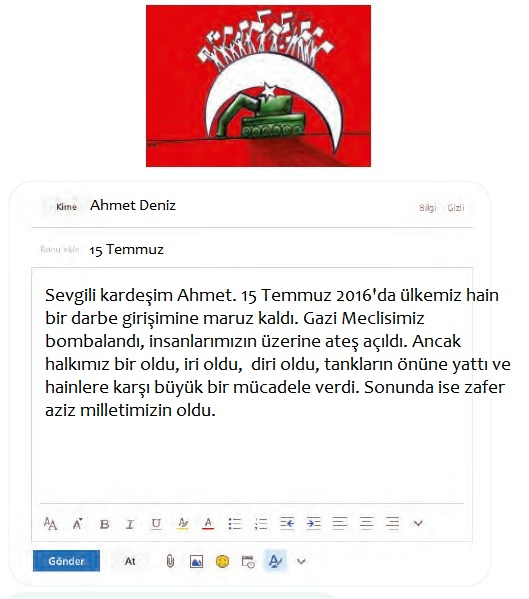 Kime Ahmet Deniz Bilgi Gizli
Konu ekle 15 Temmuz
Sevgili kardeşim Ahmet. 15 Temmuz 2016'da ülkemiz hain
bir darbe girişimine maruz kaldı. Gazi Meclisimiz
bombalandı, insanlarımızın üzerine ateş açıldı. Ancak
halkımız bir oldu, iri oldu, diri oldu, tankların önüne yattı ve
hainlere karşı büyük bir mücadele verdi. Sonunda ise zafer
aziz milletimizin oldu.
Gönder At